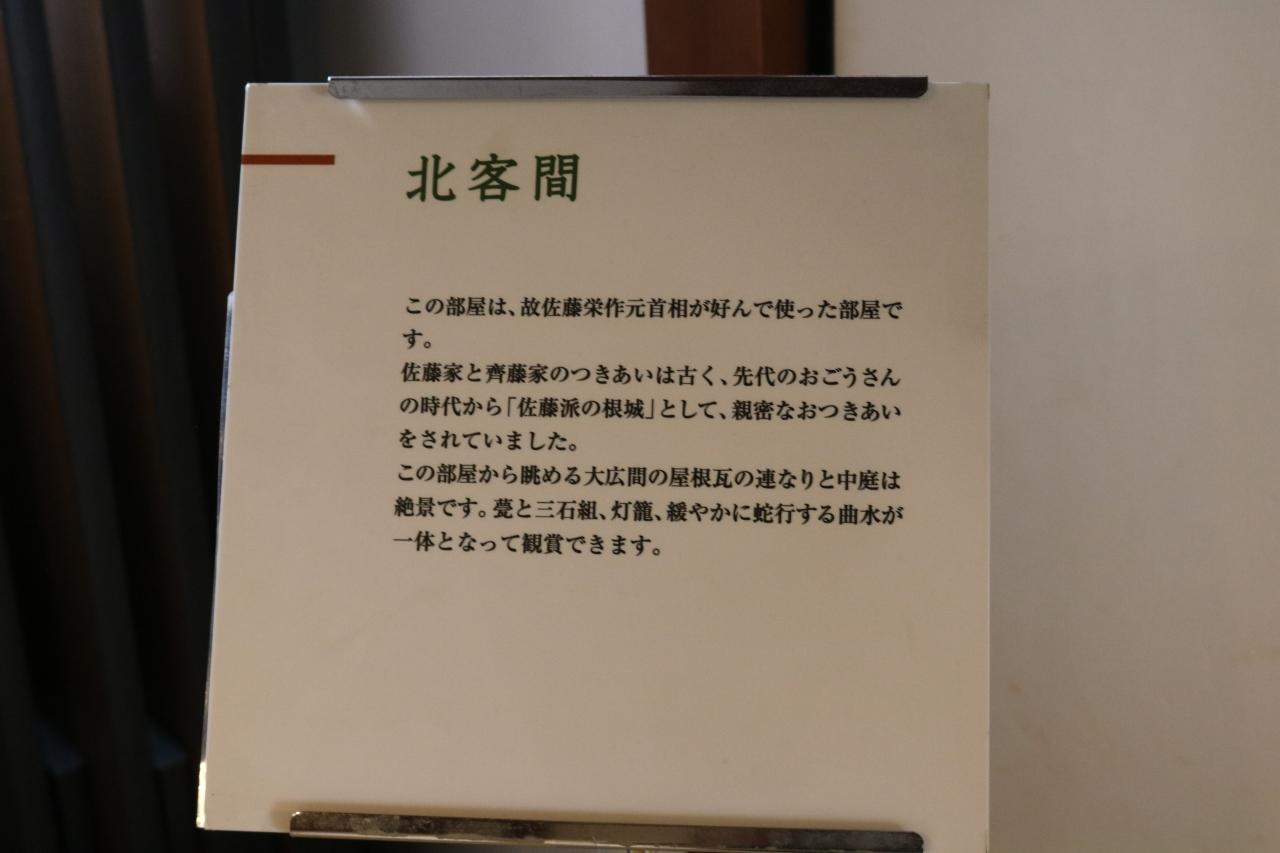 北客間
この部屋は、故佐藤栄作元首相が好んで使った部屋で
す。
佐藤家と齊藤家のつきあいは古く、先代のおごうさん
の時代から「佐藤派の根城」として、親密なおつきあい
をされていました。
この部屋から眺める大広間の屋根瓦の連なりと中庭は
絶景です。甍と三石組、灯籠、緩やかに蛇行する曲水が
一体となって観賞できます。